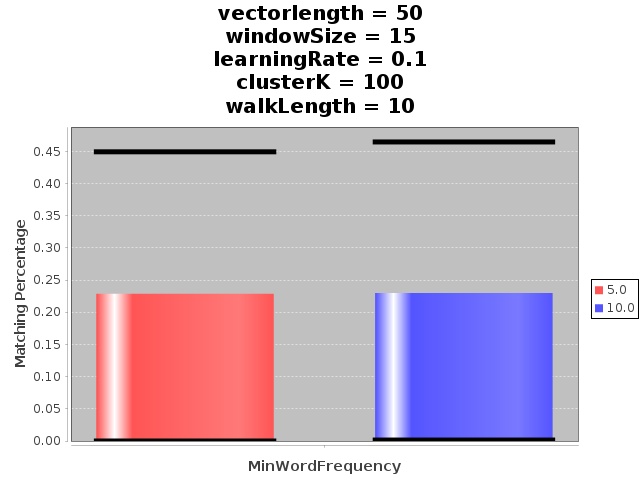 vectorlength = 50
windowSize = 15
learningRate = 0.1
clusterK = 100
walkLength = 10
0.45
0.40
0.35
0.30
0.25
0.20
0.15
0.10
0.05
0.00
Matching Percentage
MinWordFrequency
5.0
10.0